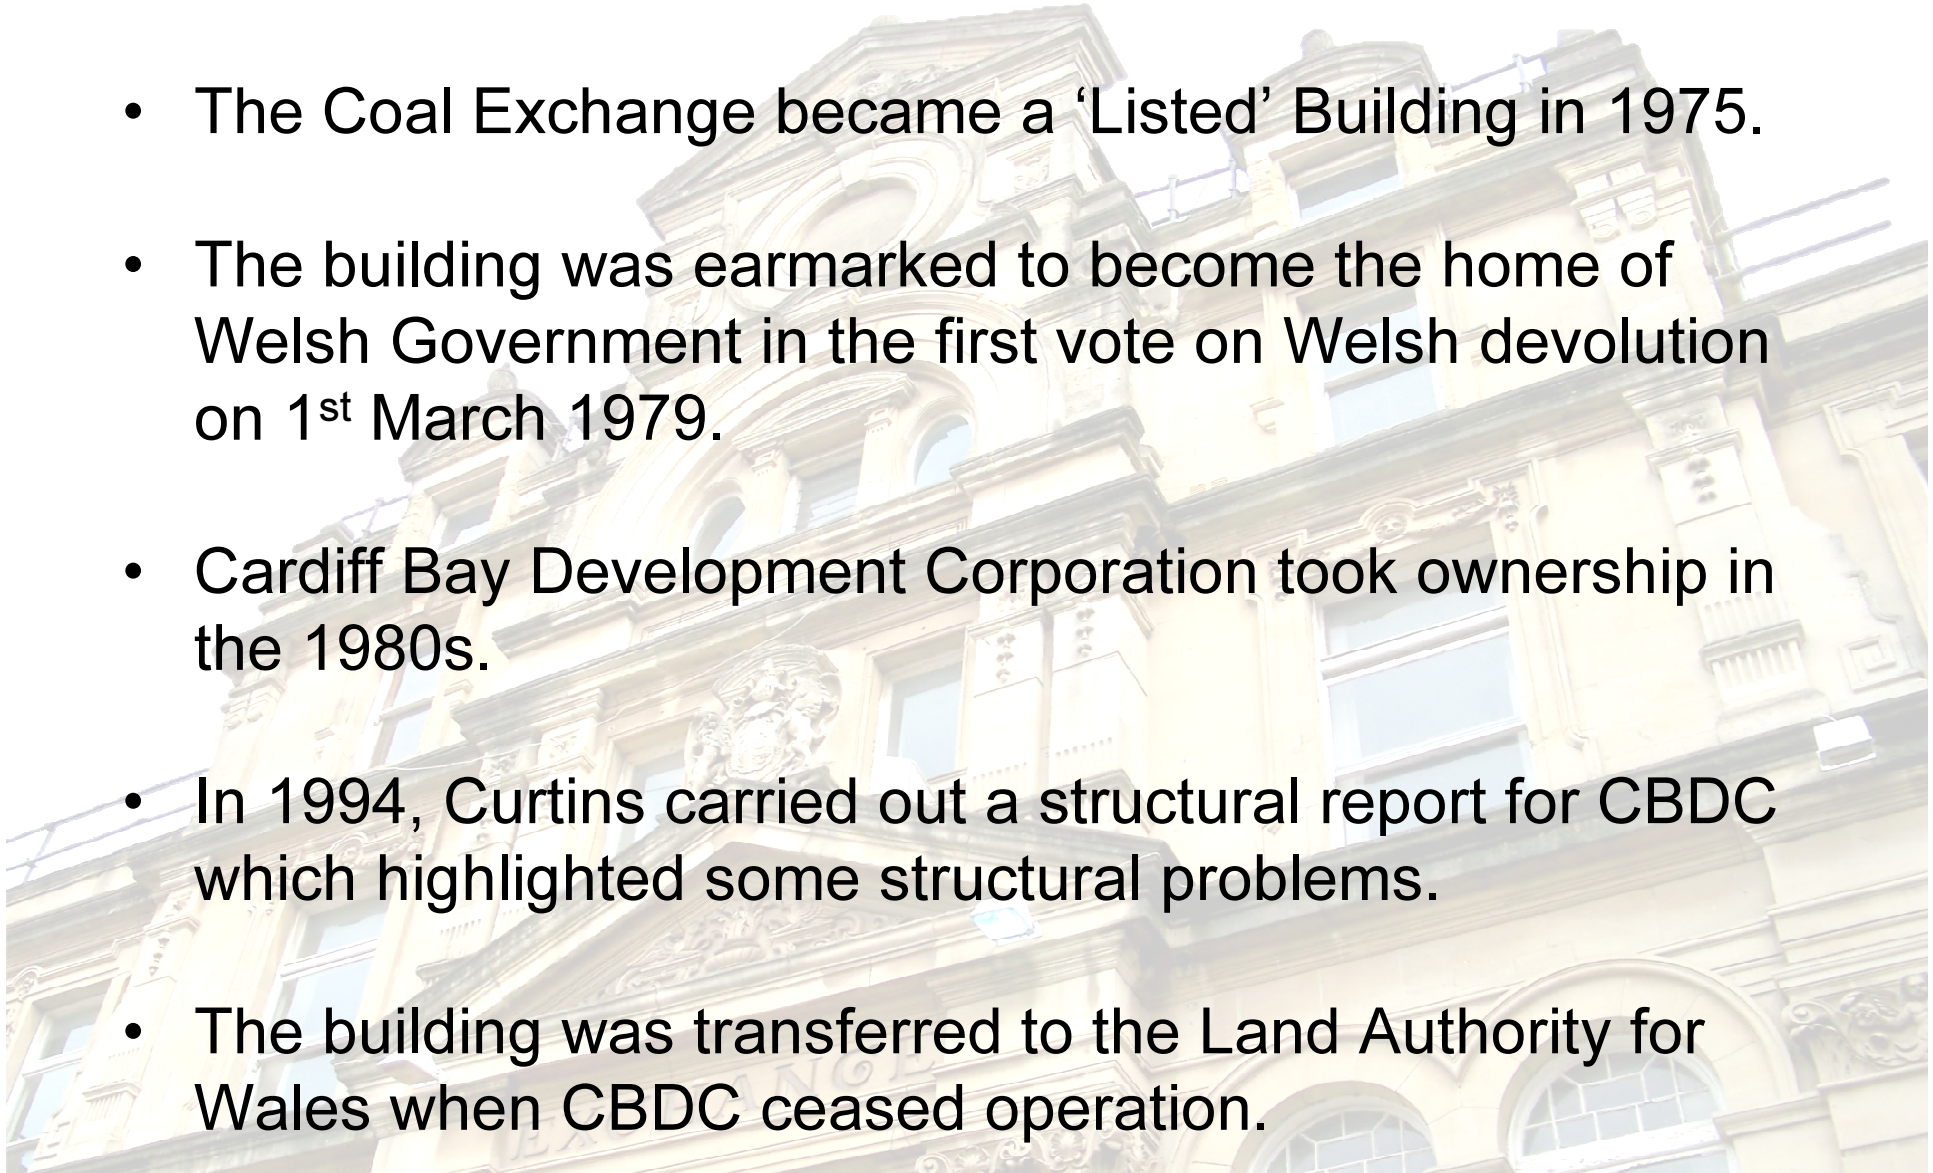 • The Coal Exchange became a ‘Listed’ Building in 1975.
• The building was earmarked to become the home of
Welsh Government in the first vote on Welsh devolution
on 1st March 1979.
• Cardiff Bay Development Corporation took ownership in
the 1980s.
• In 1994, Curtins carried out a structural report for CBDC
which highlighted some structural problems.
• The building was transferred to the Land Authority for
Wales when CBDC ceased operation.
EXCHANGE